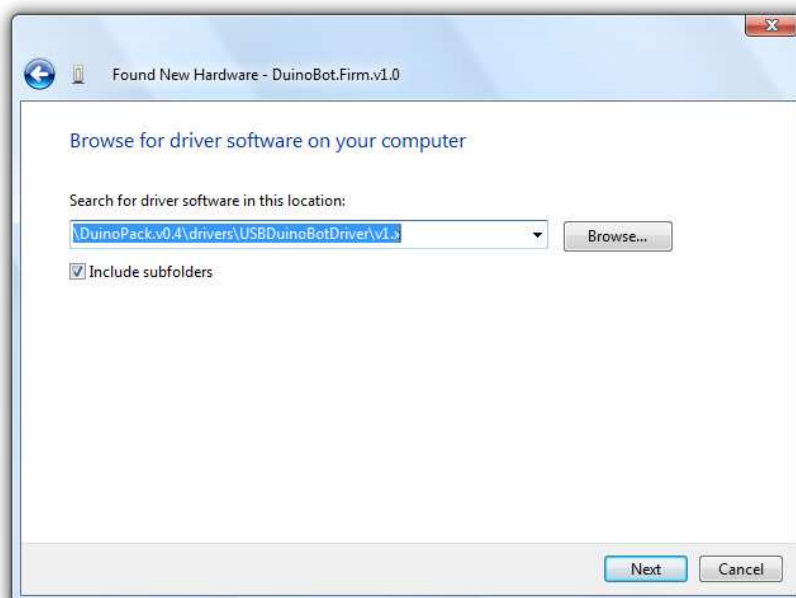 Found New Hardware - DuinoBot.Firm.v1.0
Browse for driver software on your computer
Search for driver software in this location:
\DuinoPack.v0.4\drivers\USBDuinoBotDriver\v1.x
Browse...
Include subfolders
Next
Cancel